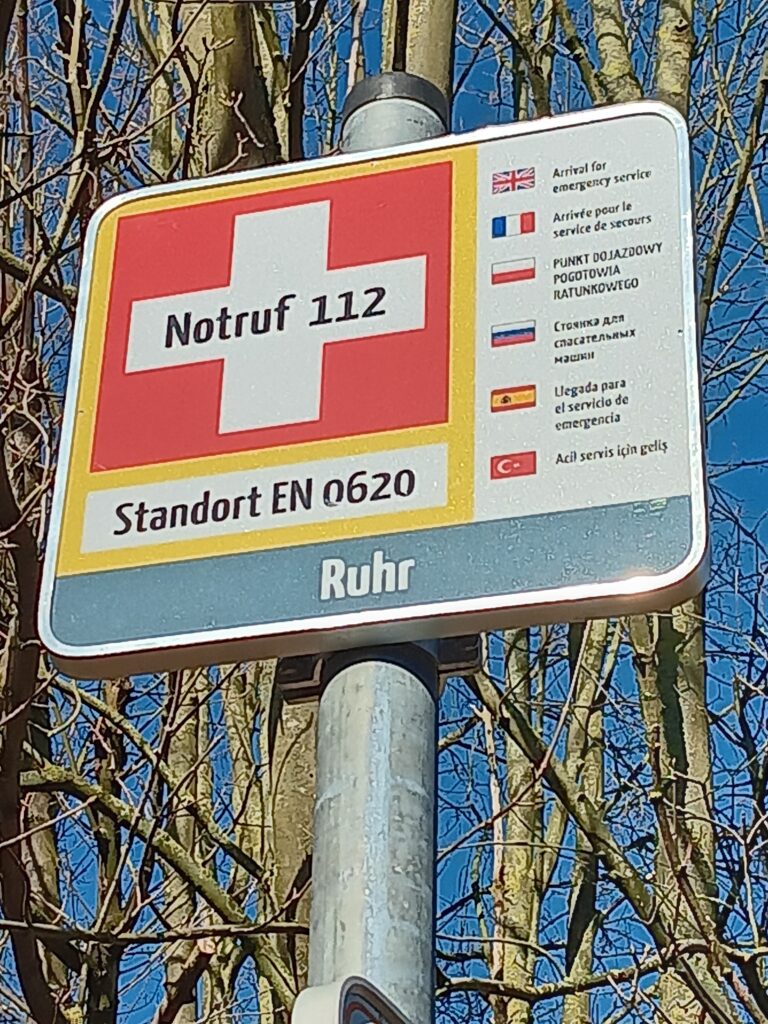 Notruf 112
Standort EN 0620
Ruhr
Arrival for
emergency service
Arrivée pour le
service de secours
PUNKT DOJAZDOWY
POGOTOWIA
RATUNKOWEGO
Стоянка для
спасательных
машин
Llegada para
el servicio de
emergencia
Acil servis için geliş